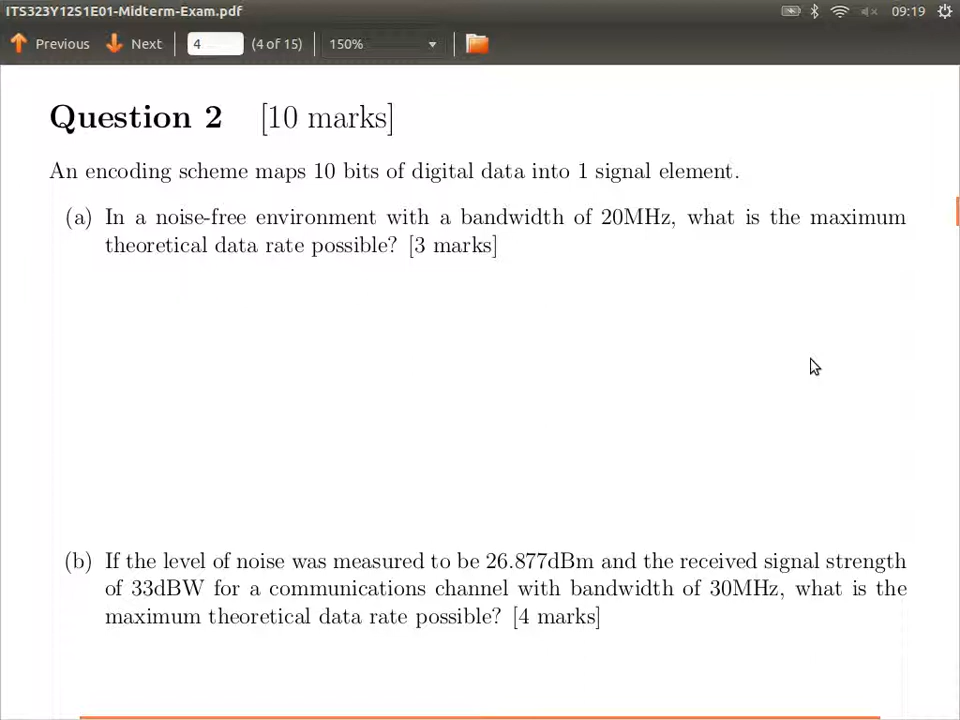 ITS323Y12S1E01-Midterm-Exam.pdf 09:19
Previous Next 4 (4 of 15) 150%
Question 2 [10 marks]
An encoding scheme maps 10 bits of digital data into 1 signal element.
(a) In a noise-free environment with a bandwidth of 20MHz, what is the maximum
theoretical data rate possible? [3 marks]
(b) If the level of noise was measured to be 26.877dBm and the received signal strength
of 33dBW for a communications channel with bandwidth of 30MHz, what is the
maximum theoretical data rate possible? [4 marks]